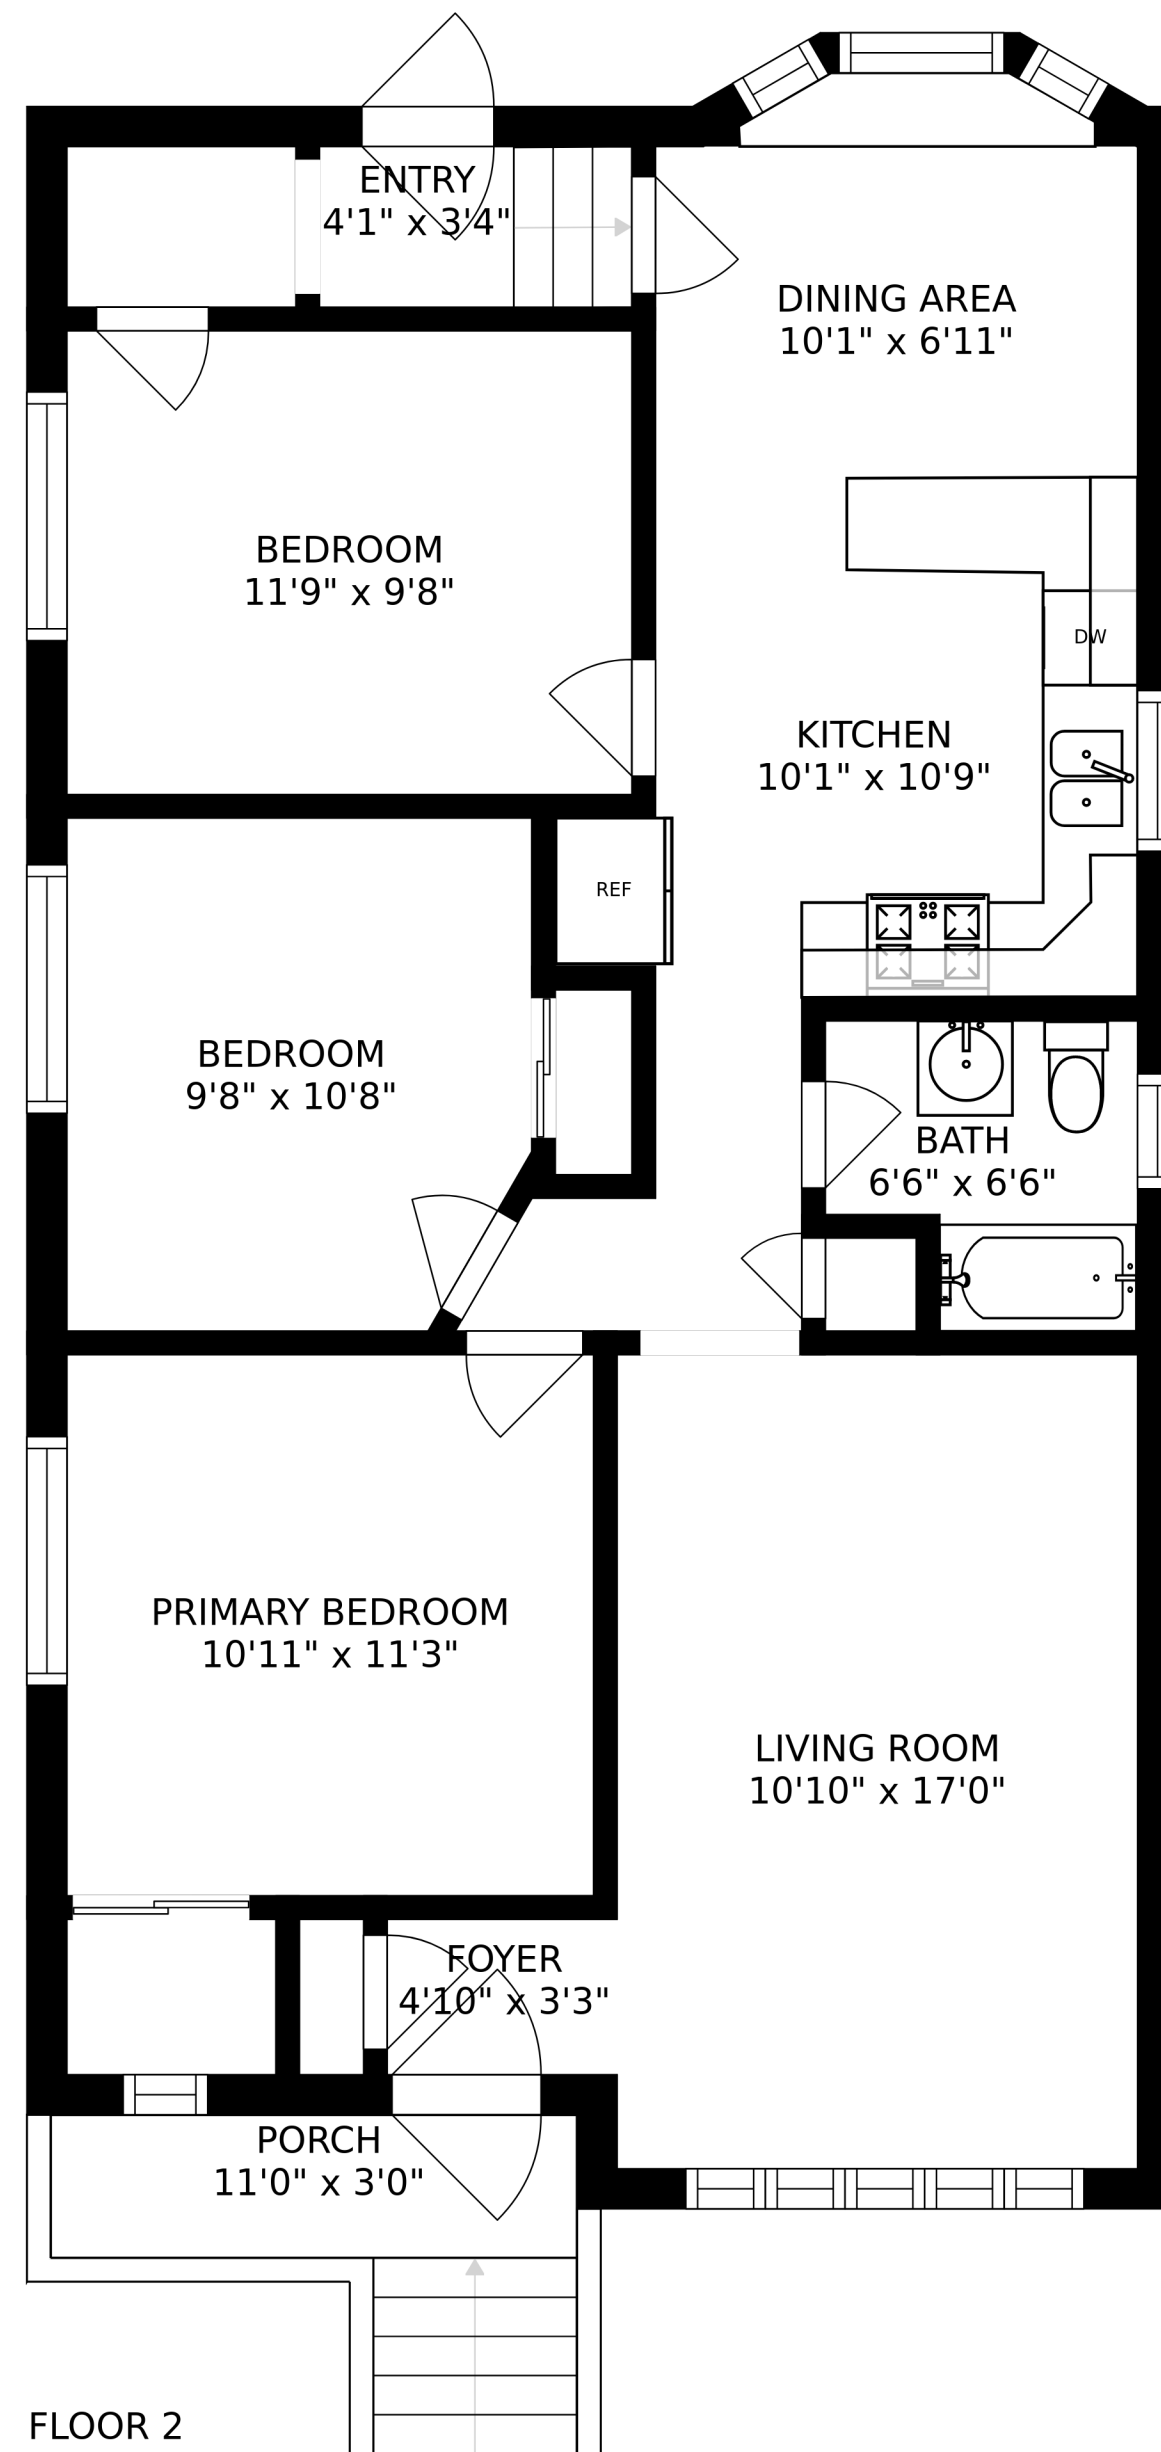 ENTRY
4'1" x 3'4"
DINING AREA
10'1" x 6'11"
BEDROOM
11'9" x 9'8"
DW
KITCHEN
10'1" x 10'9"
REF
BEDROOM
9'8" x 10'8"
BATH
6'6" x 6'6"
PRIMARY BEDROOM
10'11" x 11'3"
LIVING ROOM
10'10" x 17'0"
FOYER
4'10" x 3'3"
PORCH
11'0" x 3'0"
FLOOR 2